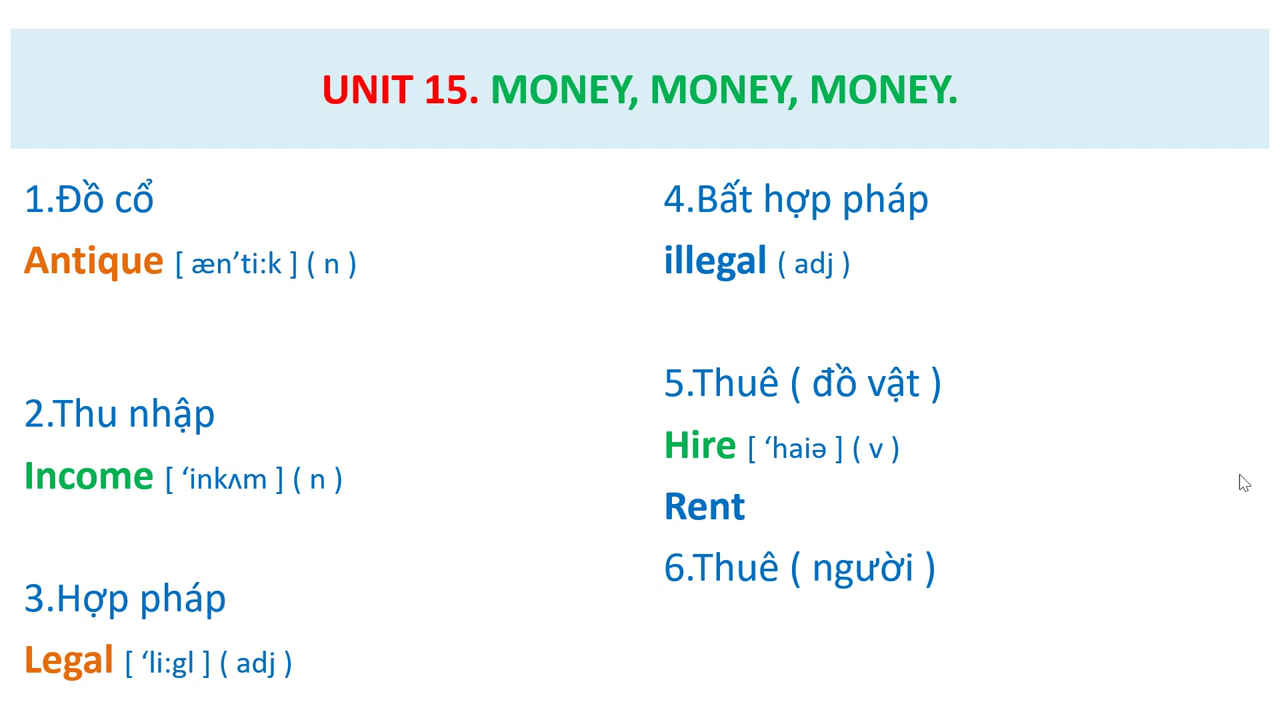 UNIT 15. MONEY, MONEY, MONEY.
1.Đồ cổ
Antique [ æn’ti:k ] ( n )
2.Thu nhập
Income [ ‘inkʌm ] ( n )
3.Hợp pháp
Legal [ ‘li:gl ] ( adj )
4.Bất hợp pháp
illegal ( adj )
5.Thuê ( đồ vật )
Hire [ ‘haiə ] ( v )
Rent
6.Thuê ( người )